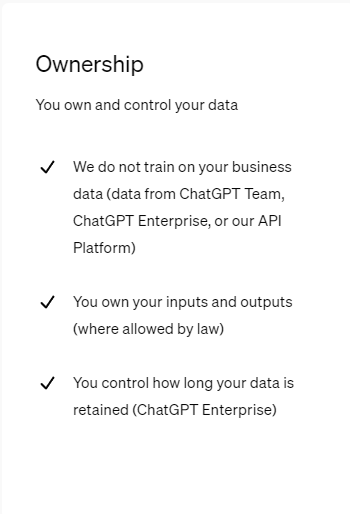 Ownership
You own and control your data
We do not train on your business
data (data from ChatGPT Team,
ChatGPT Enterprise, or our API
Platform)
You own your inputs and outputs
(where allowed by law)
You control how long your data is
retained (ChatGPT Enterprise)